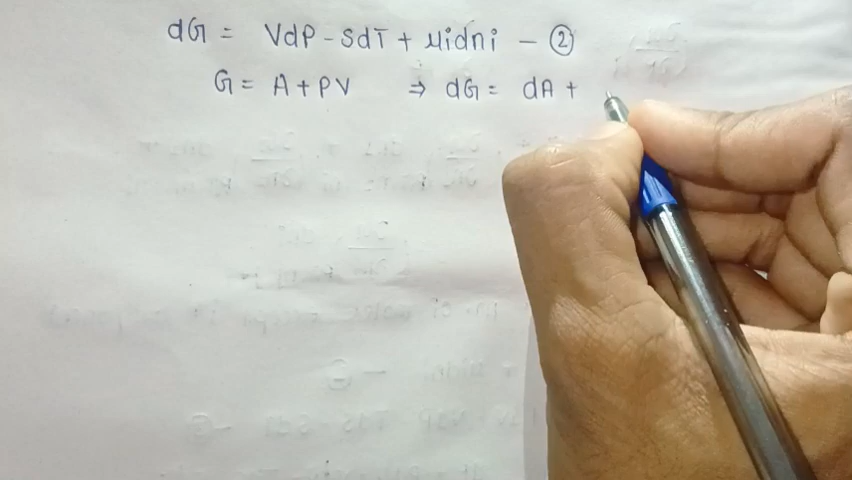 dG = VdP - SdT + μidni - ②
G = A + PV ⇒ dG = dA +